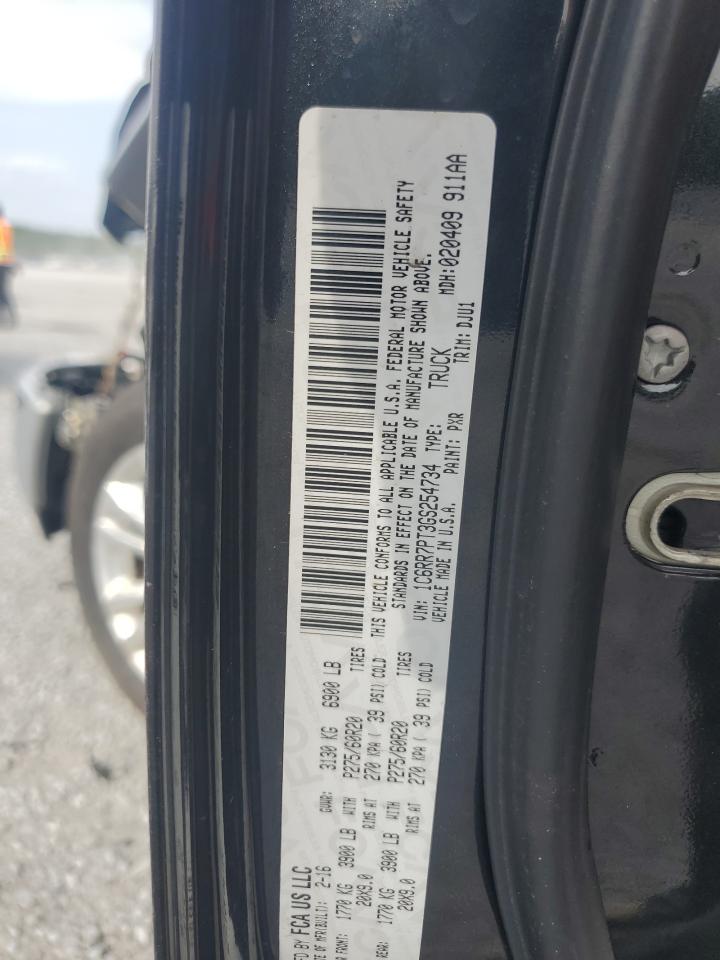 FD BY FCA US LLC
TE OF MFR(BUILT): 2-16 GVWR: 3130 KG 6900 LB
FRONT: 1770 KG 3900 LB WITH P275/60R20 TIRES
20X9.0 RIMS AT 270 KPA ( 39 PSI) COLD
REAR: 1770 KG 3900 LB WITH P275/60R20 TIRES
20X9.0 RIMS AT 270 KPA ( 39 PSI) COLD
THIS VEHICLE CONFORMS TO ALL APPLICABLE U.S.A. FEDERAL MOTOR VEHICLE SAFETY
STANDARDS IN EFFECT ON THE DATE OF MANUFACTURE SHOWN ABOVE.
VIN: 1C6RR7PT3GS254734 TYPE: TRUCK MDH:020409 911AA
VEHICLE MADE IN U.S.A. PAINT: PXR TRIM: DJU1